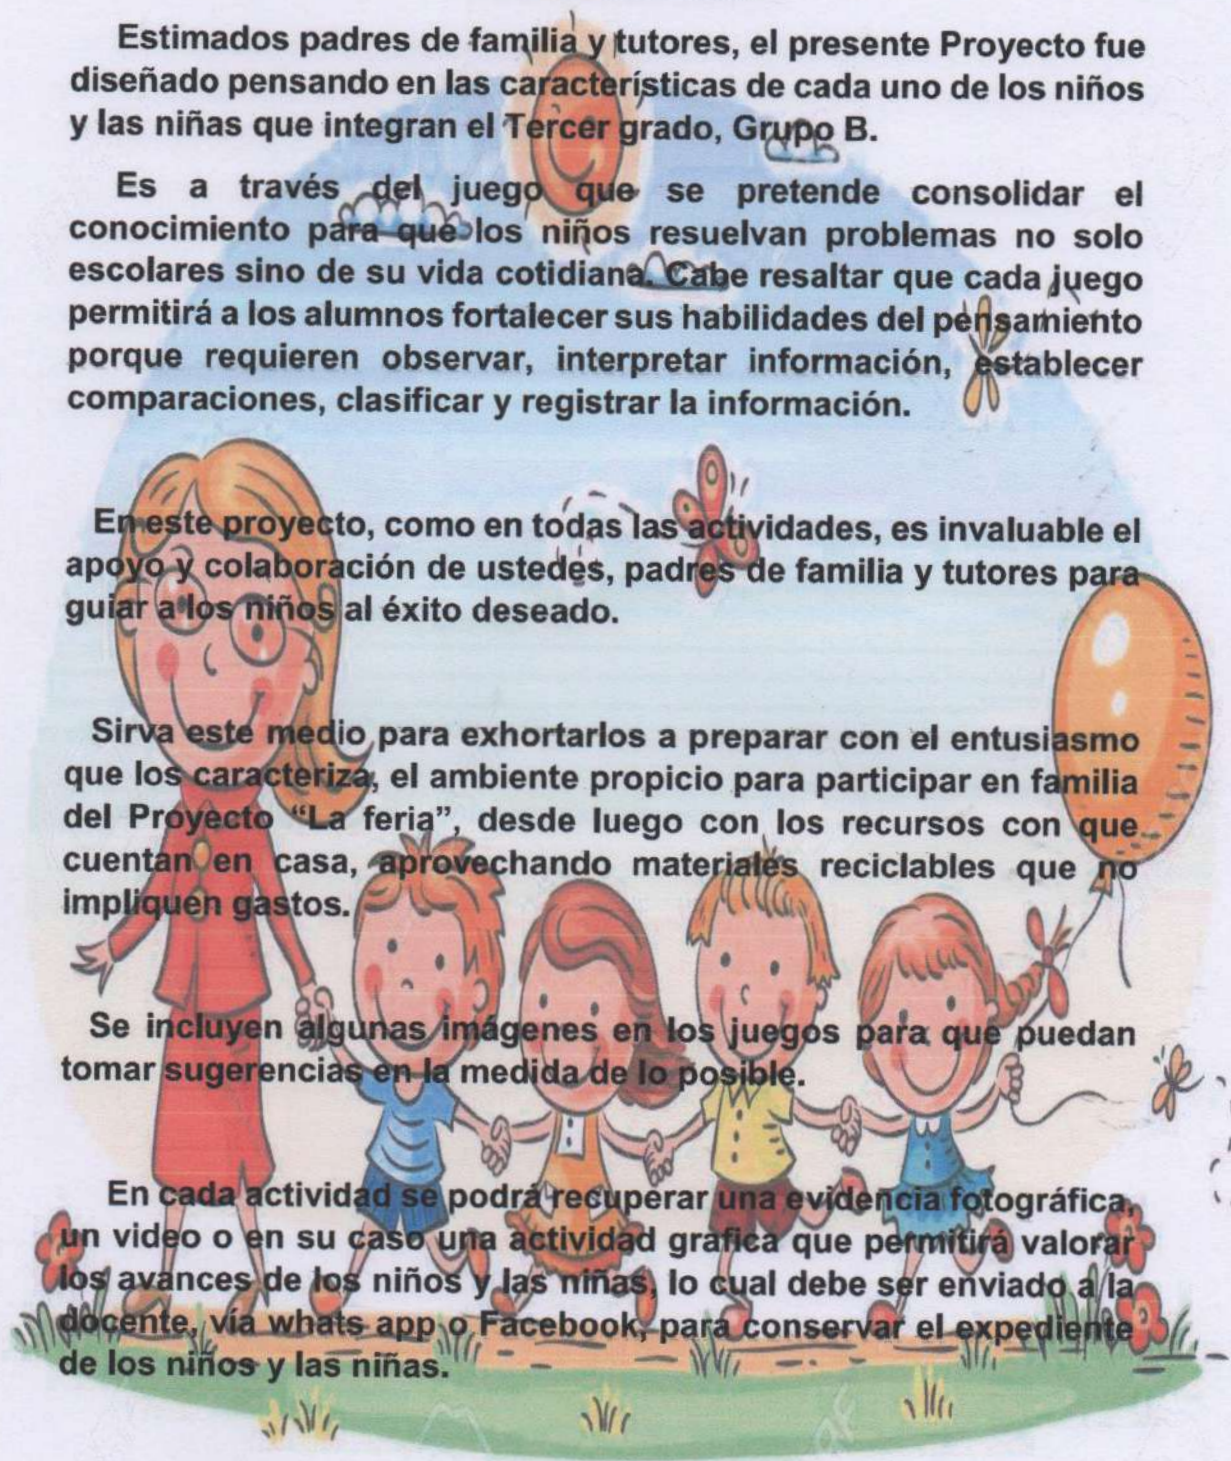 Estimados padres de familia y tutores, el presente Proyecto fue
diseñado pensando en las características de cada uno de los niños
y las niñas que integran el Tercer grado, Grupo B.
Es a través del juego que se pretende consolidar el
conocimiento para que los niños resuelvan problemas no solo
escolares sino de su vida cotidiana. Cabe resaltar que cada juego
permitirá a los alumnos fortalecer sus habilidades del pensamiento
porque requieren observar, interpretar información, establecer
comparaciones, clasificar y registrar la información.
En este proyecto, como en todas las actividades, es invaluable el
apoyo y colaboración de ustedes, padres de familia y tutores para
guiar a los niños al éxito deseado.
Sirva este medio para exhortarlos a preparar con el entusiasmo
que los caracteriza, el ambiente propicio para participar en familia
del Proyecto “La feria”, desde luego con los recursos con que
cuentan en casa, aprovechando materiales reciclables que no
impliquen gastos.
Se incluyen algunas imágenes en los juegos para que puedan
tomar sugerencias en la medida de lo posible.
En cada actividad se podrá recuperar una evidencia fotográfica,
un video o en su caso una actividad gráfica que permitirá valorar
los avances de los niños y las niñas, lo cual debe ser enviado a la
docente, vía whats app o Facebook, para conservar el expediente
de los niños y las niñas.